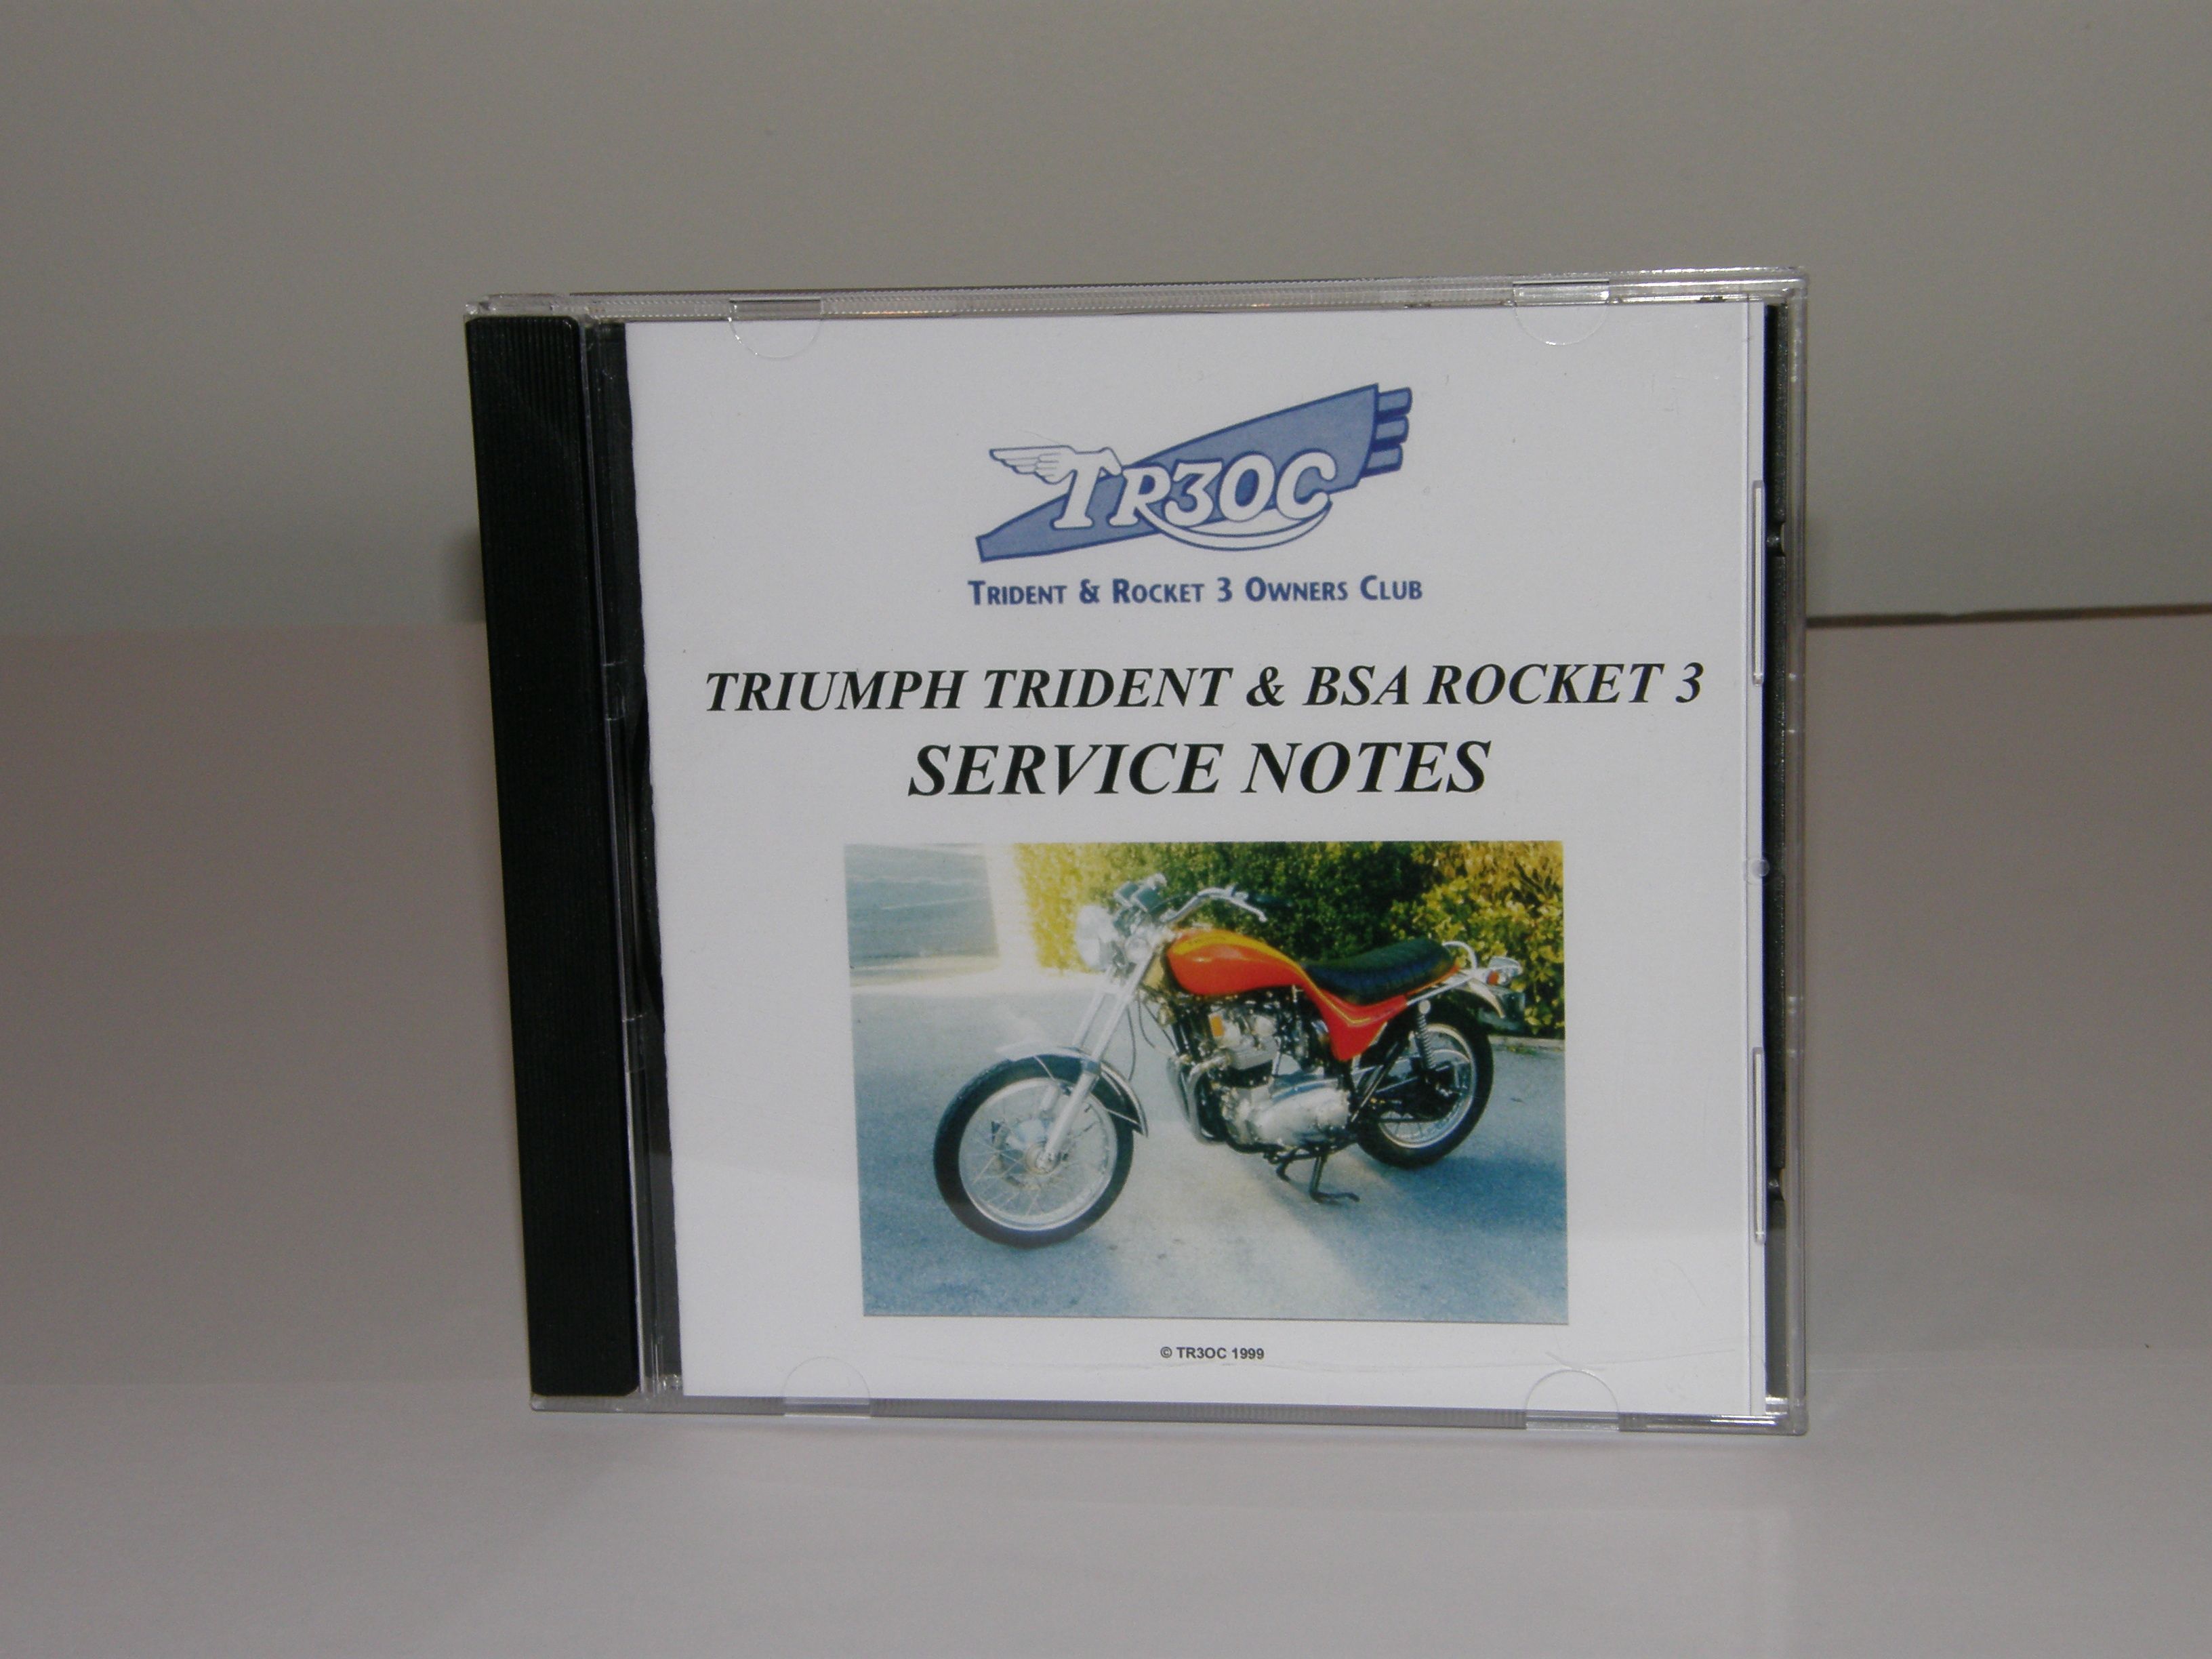 TR3OC
TRIDENT & ROCKET 3 OWNERS CLUB
TRIUMPH TRIDENT & BSA ROCKET 3
SERVICE NOTES
© TR3OC 1999